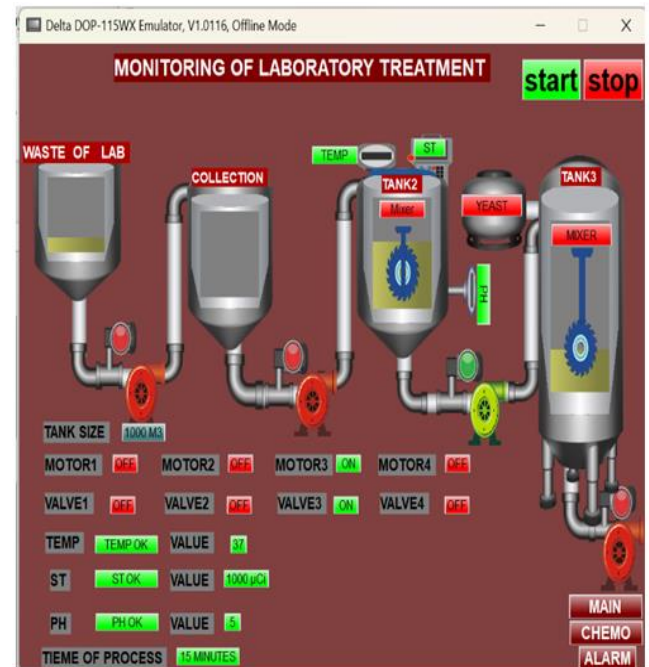 Delta DOP-115WX Emulator, V1.0116, Offline Mode
MONITORING OF LABORATORY TREATMENT
start stop
WASTE OF LAB
COLLECTION
TEMP
ST
TANK2
Mixer
PH
YEAST
TANK3
MIXER
TANK SIZE 1000 M3
MOTOR1 OFF MOTOR2 OFF MOTOR3 ON MOTOR4 OFF
VALVE1 OFF VALVE2 OFF VALVE3 ON VALVE4 OFF
TEMP TEMP OK VALUE 37
ST ST OK VALUE 1000 µCi
PH PH OK VALUE 5
TIEME OF PROCESS 15 MINUTES
MAIN
CHEMO
ALARM